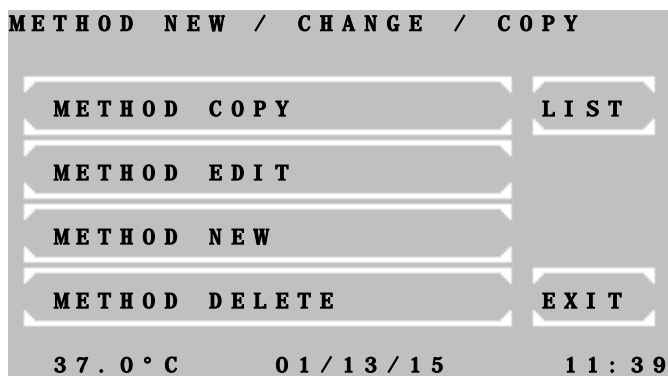 METHOD NEW / CHANGE / COPY
METHOD COPY LIST
METHOD EDIT
METHOD NEW
METHOD DELETE EXIT
37.0°C 01/13/15 11:39